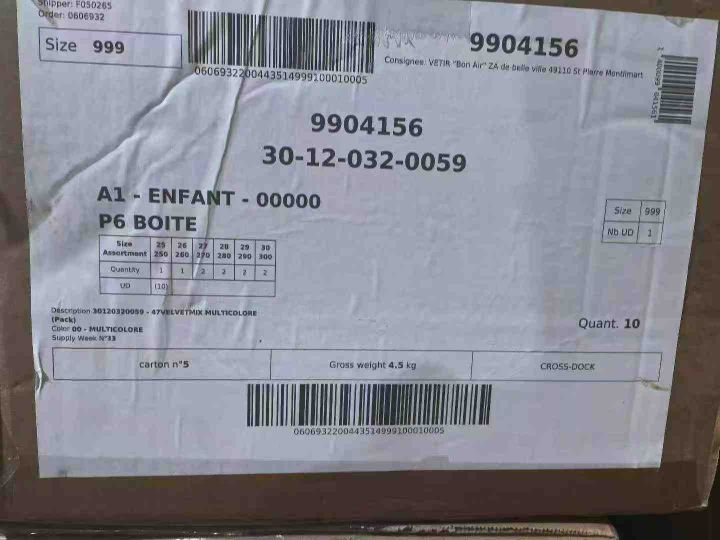 Shipper: F050265
Order: 0606932
Size 999
0606932200443514999100010005
9904156
Consignee: VETIR "Bon Air" ZA de belle ville 49110 St Pierre Montlimart
9904156
30-12-032-0059
A1 - ENFANT - 00000
P6 BOITE
Size 999
Nb UD 1
Size Assortment 25 250 26 260 27 270 28 280 29 290 30 300
Quantity 1 1 2 2 2 2
UD (10)
Description 30120320059 - 47VELVETMIX MULTICOLORE
(Pack)
Color 00 - MULTICOLORE
Supply Week N°33
Quant. 10
carton n°5 Gross weight 4.5 kg CROSS-DOCK
0606932200443514999100010005